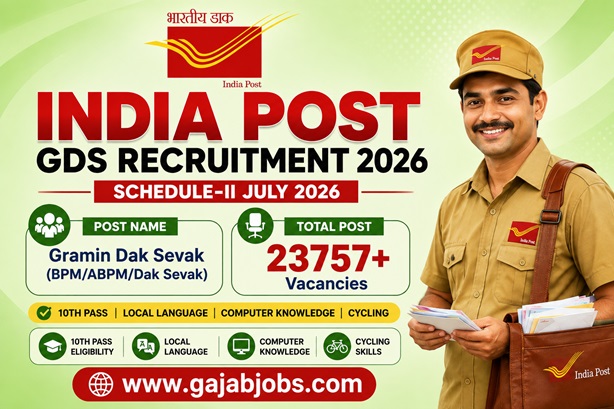 भारतीय डाक
India Post
INDIA POST
GDS RECRUITMENT 2026
SCHEDULE-II JULY 2026
POST NAME
Gramin Dak Sevak
(BPM/ABPM/Dak Sevak)
TOTAL POST
23757+
Vacancies
10TH PASS | LOCAL LANGUAGE | COMPUTER KNOWLEDGE | CYCLING
10TH PASS
ELIGIBILITY
LOCAL
LANGUAGE
COMPUTER
KNOWLEDGE
CYCLING
SKILLS
www.gajabjobs.com
India Post
India Post